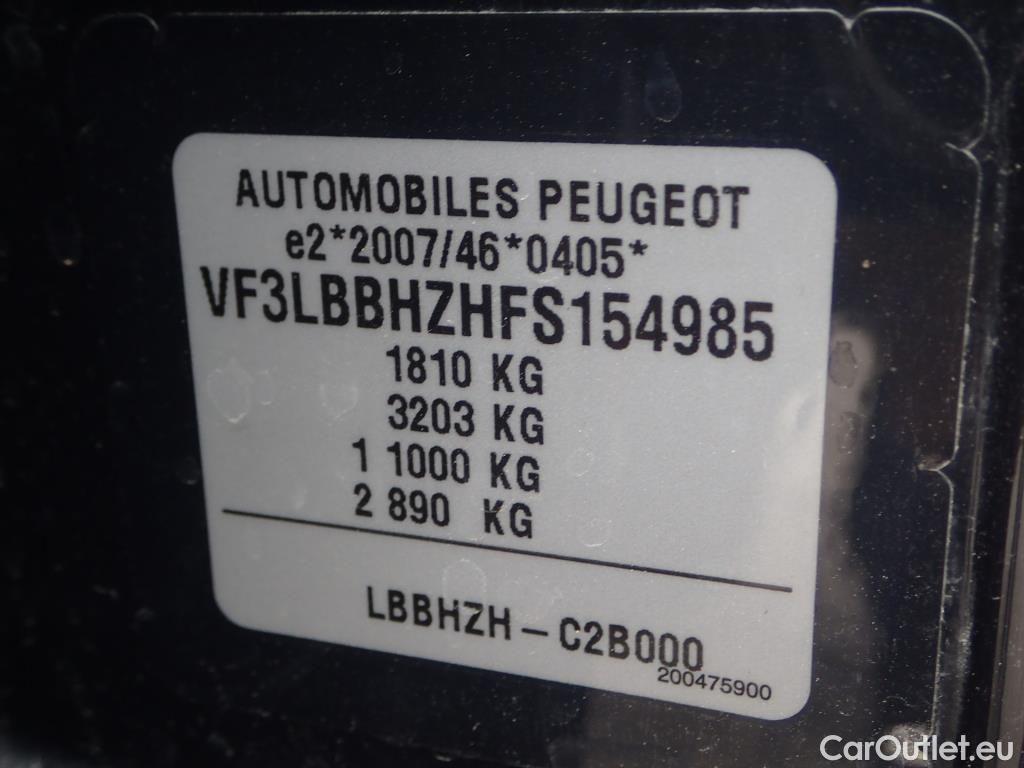 AUTOMOBILES PEUGEOT
e2*2007/46*0405*
VF3LBBHZHFS154985
1810 KG
3203 KG
1 1000 KG
2 890 KG
LBBHZH - C2B000
200475900
CarOutlet.eu